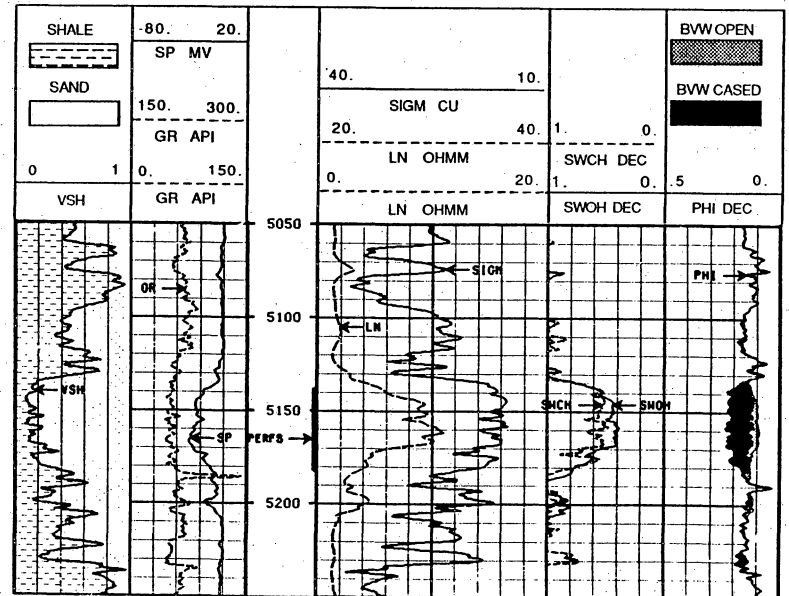 SHALE
SAND
0 1
VSH
-80. 20.
SP MV
150. 300.
GR API
0. 150.
GR API
40. 10.
SIGM CU
20. 40.
LN OHMM
0. 20.
LN OHMM
1. 0.
SWCH DEC
1. 0.
SWOH DEC
BVW OPEN
BVW CASED
.5 0.
PHI DEC
5050
SIGM
PHI
GR
5100
LN
VSH
5150
SWCH
SWOH
SP
PERFS
5200